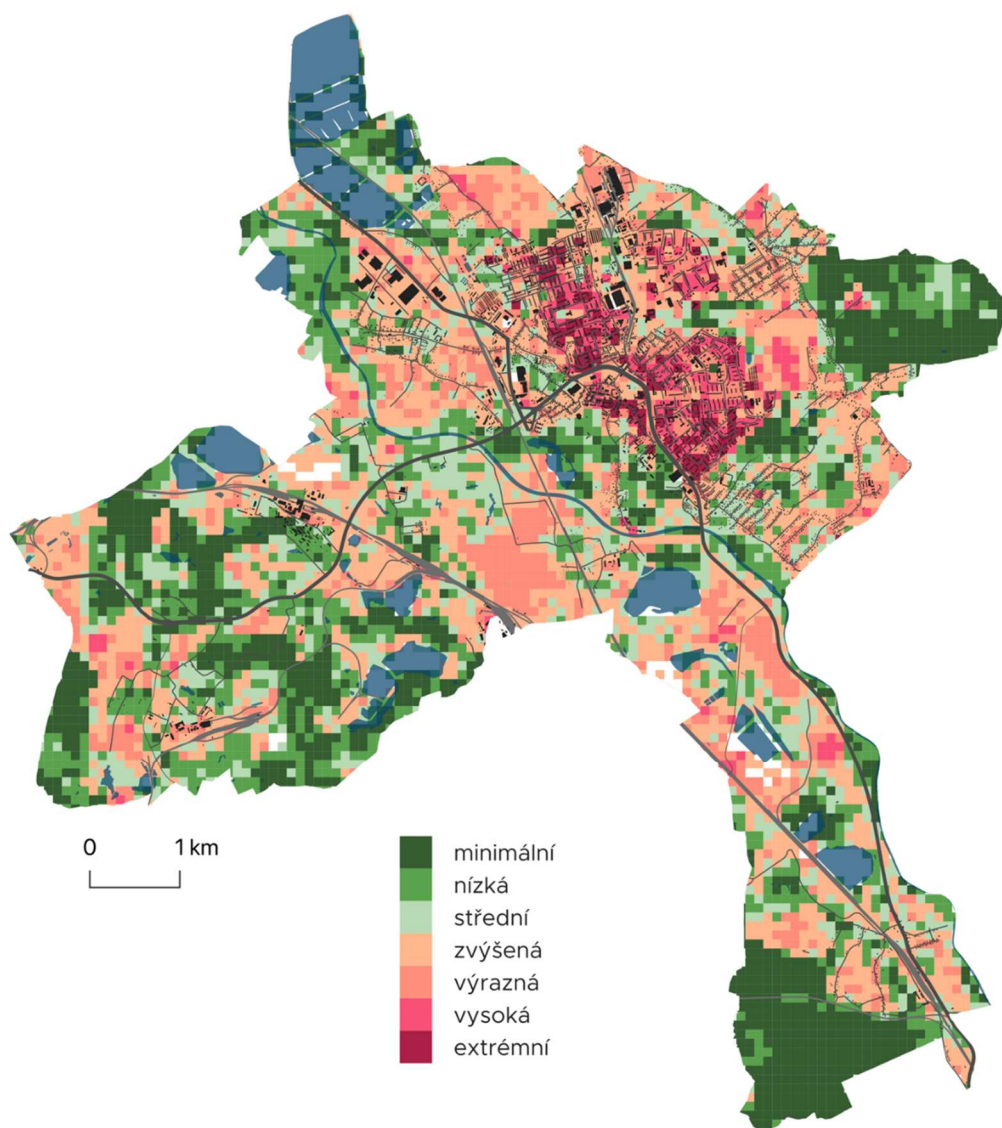 0 1 km
minimální
nízká
střední
zvýšená
výrazná
vysoká
extrémní